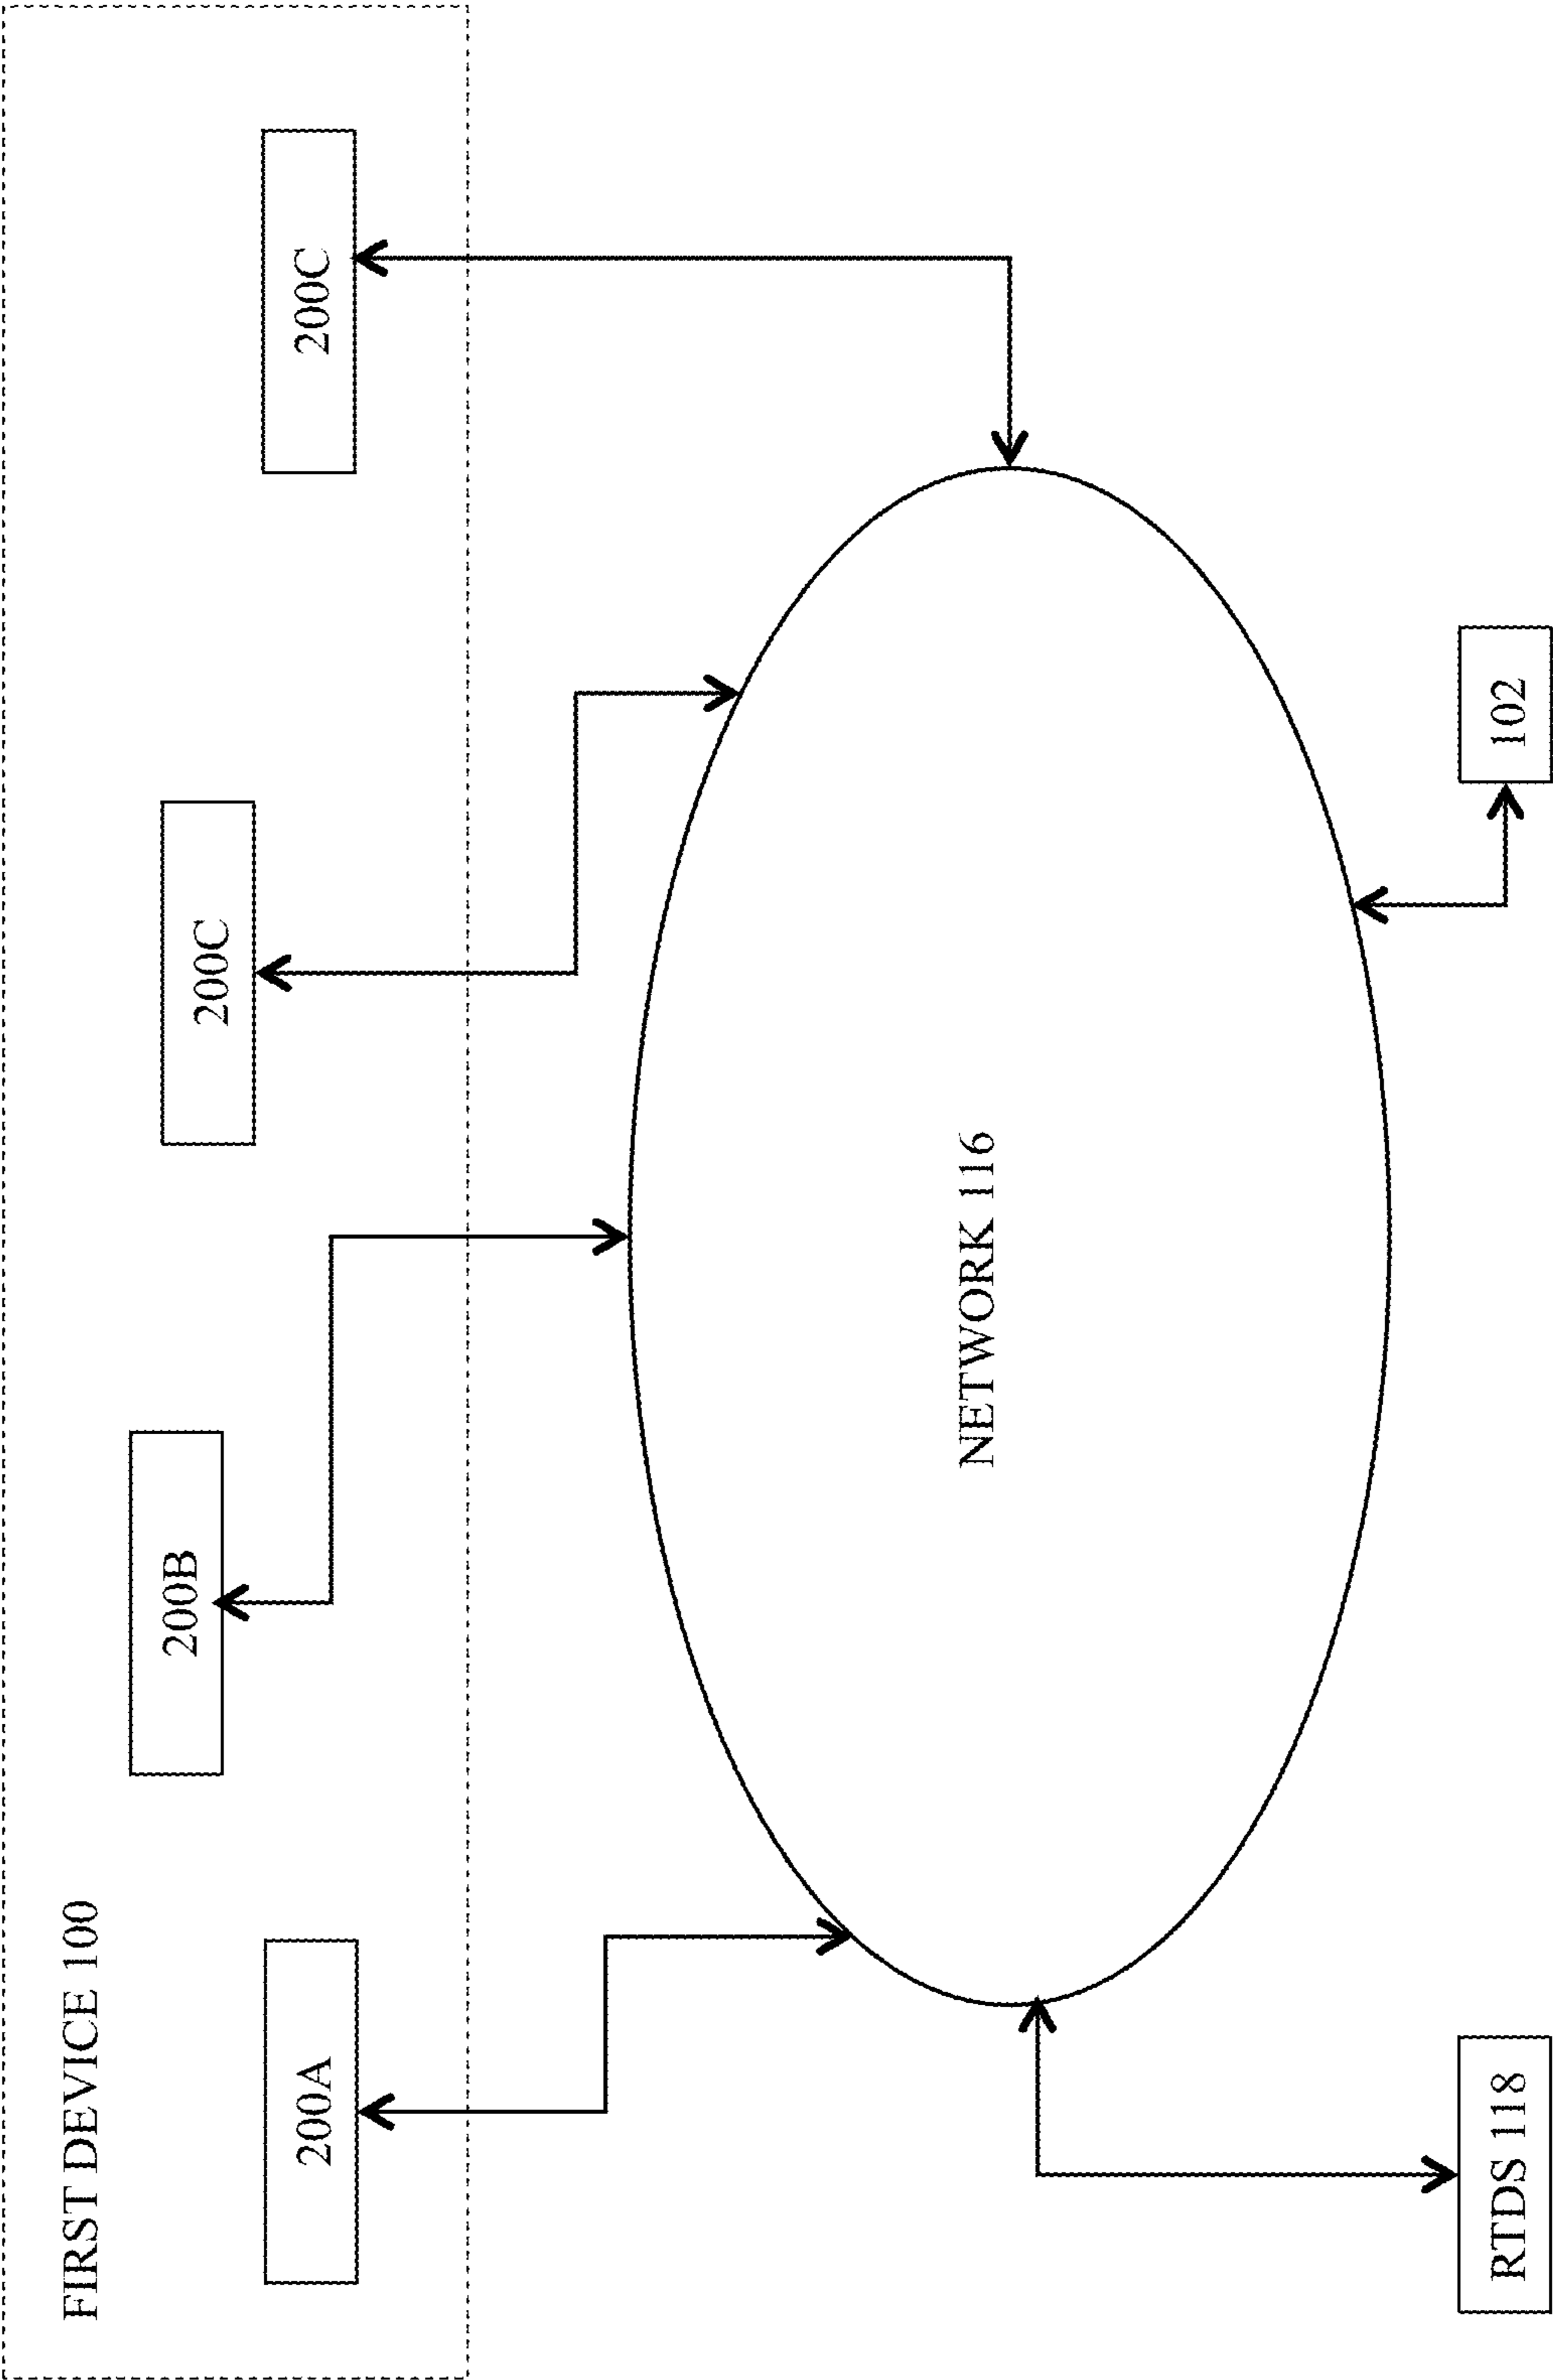 FIRST DEVICE 100
200A
200B
200C
200C
NETWORK 116
RTDS 118
102